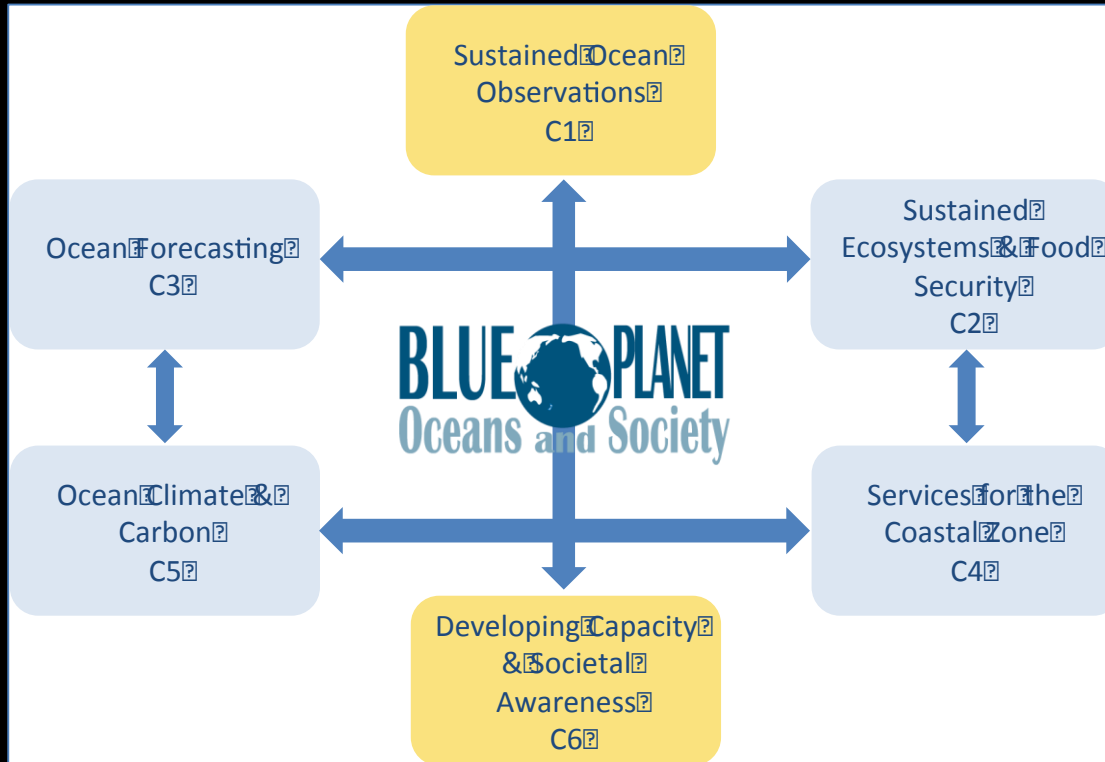 Sustained⍰Ocean⍰
Observations⍰
C1⍰
Ocean⍰Forecasting⍰
C3⍰
Sustained⍰
Ecosystems⍰&⍰Food⍰
Security⍰
C2⍰
BLUE PLANET
Oceans and Society
Ocean⍰Climate⍰&⍰
Carbon⍰
C5⍰
Services⍰for⍰the⍰
Coastal⍰Zone⍰
C4⍰
Developing⍰Capacity⍰
&⍰Societal⍰
Awareness⍰
C6⍰